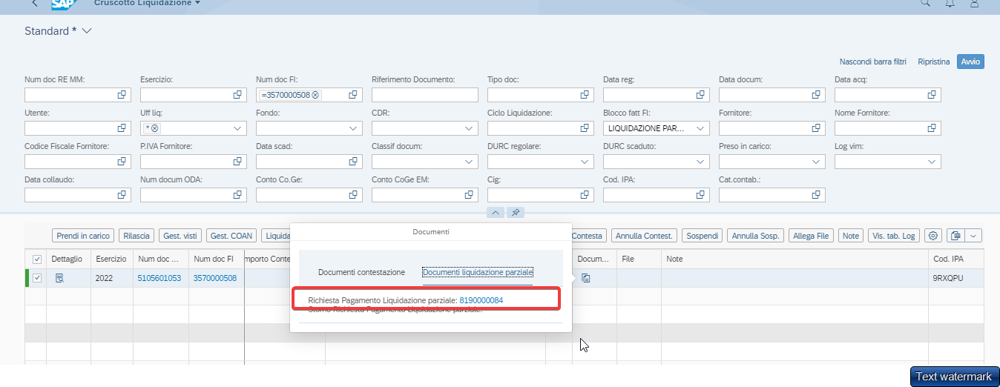 SAP Cruscotto Liquidazione
Standard *
Nascondi barra filtri Ripristina Avvio
Num doc RE MM: Esercizio: Num doc FI: Riferimento Documento: Tipo doc: Data reg: Data docum: Data acq:
=3570000508
Utente: Uff liq: Fondo: CDR: Ciclo Liquidazione: Blocco fatt FI: Fornitore: Nome Fornitore:
* LIQUIDAZIONE PAR...
Codice Fiscale Fornitore: P.IVA Fornitore: Data scad: Classif docum: DURC regolare: DURC scaduto: Preso in carico: Log vim:
Data collaudo: Num docum ODA: Conto Co.Ge: Conto CoGe EM: Cig: Cod. IPA: Cat.contab.:
Documenti
Prendi in carico Rilascia Gest. visti Gest. COAN Liquida Contesta Annulla Contest. Sospendi Annulla Sosp. Allega File Note Vis. tab. Log
Dettaglio Esercizio Num doc ... Num doc FI mporto Conte Docum... File Note Cod. IPA
Documenti contestazione Documenti liquidazione parziale
2022 5105601053 3570000508 9RXQPU
Richiesta Pagamento Liquidazione parziale: 8190000084
Storno Richiesta Pagamento Liquidazione parziale:
Text watermark